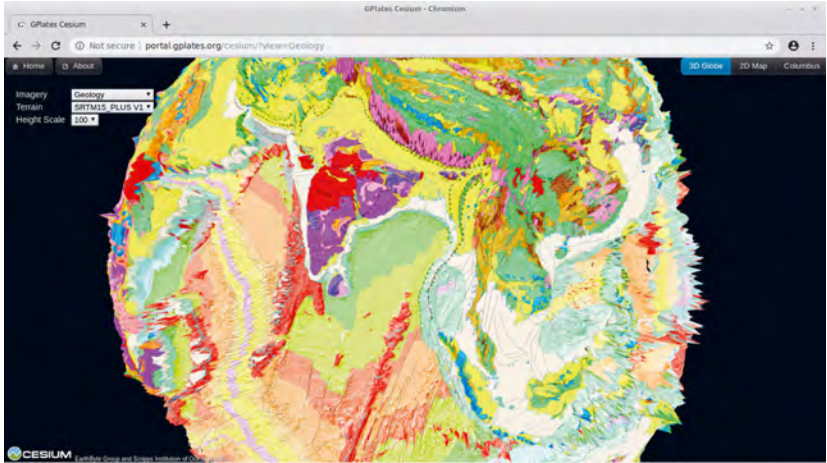 GPlates Cesium - Chromium
GPlates Cesium x +
Not secure | portal.gplates.org/cesium/?view=Geology
Home About 3D Globe 2D Map Columbus
Imagery Geology
Terrain SRTM15_PLUS V1
Height Scale 100
CESIUM EarthByte Group and Scripps Institution of